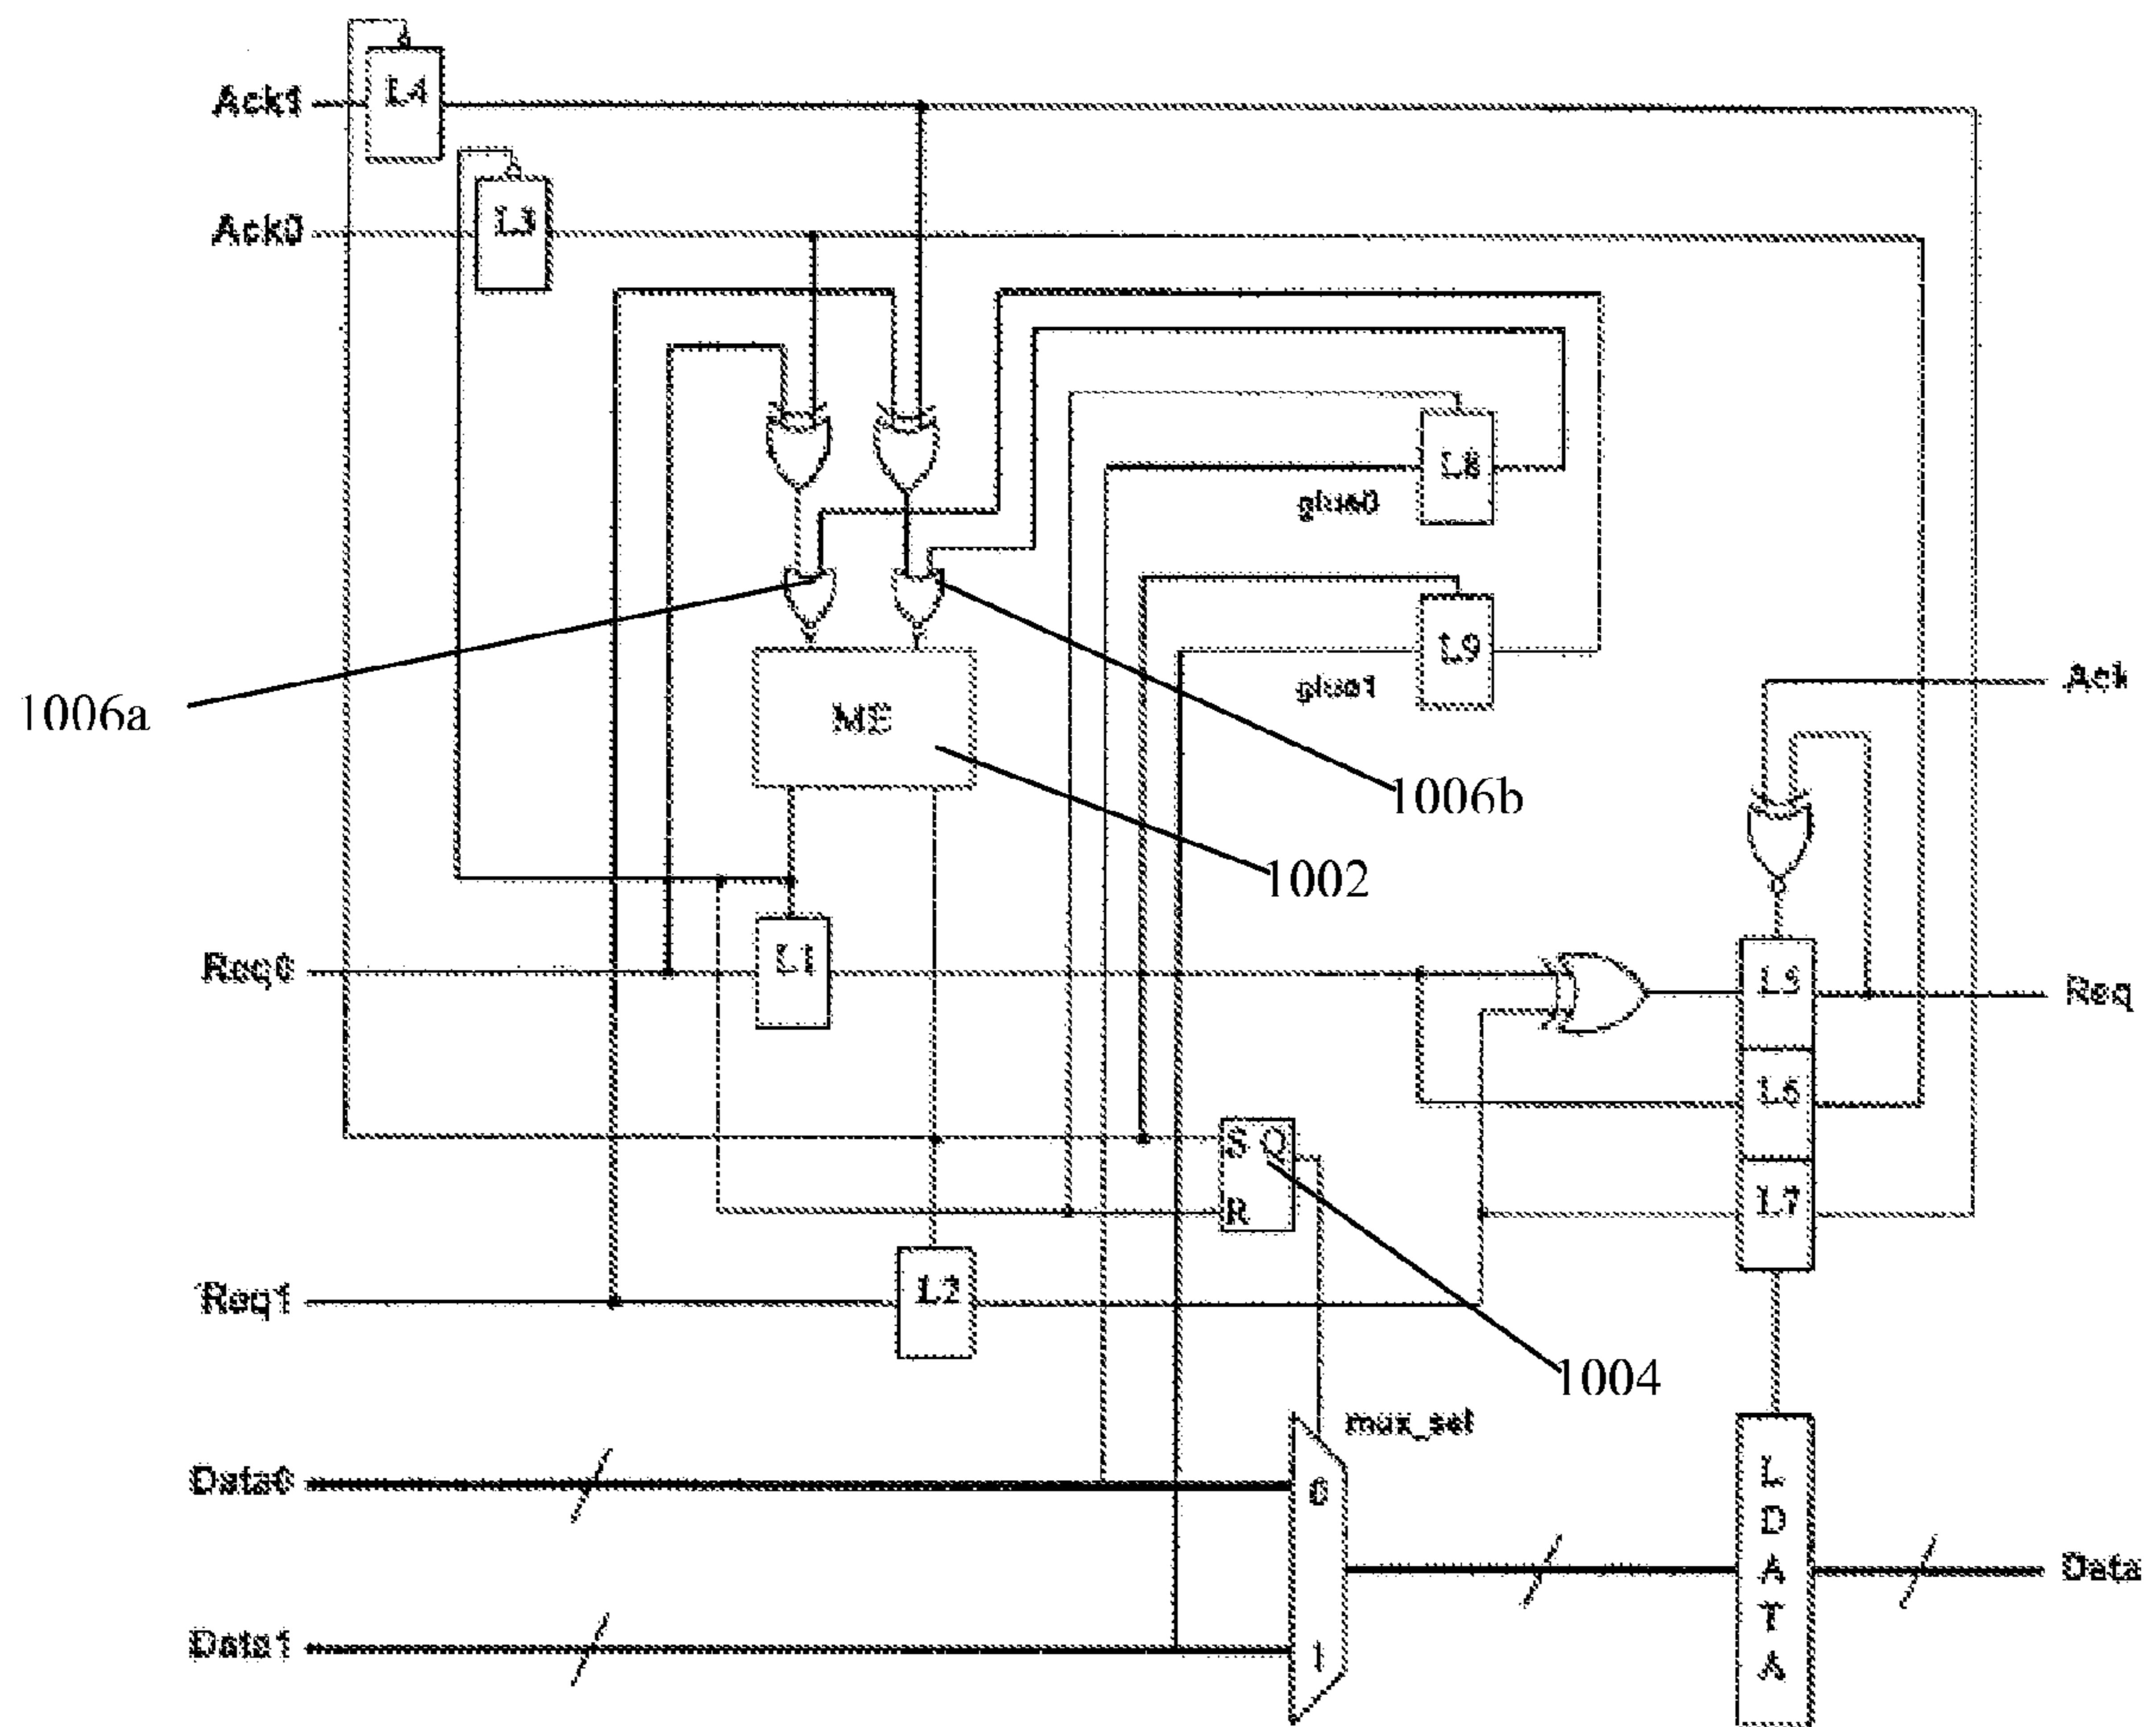 L4
Ack1
L3
Ack0
L8
glue0
L9
glue1
Ack
1006a
ME
1006b
1002
L1
Req0
L5
Req
L6
S Q
L7
R
Req1
L2
1004
mux_sel
Data0
0
L
D
A
T
A
Data
Data1
1